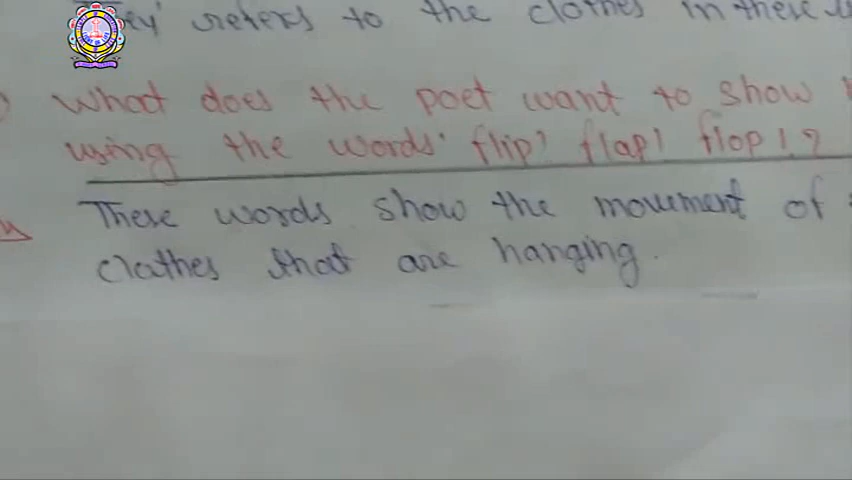 refers to the clothes in these
What does the poet want to show
using the words 'flip! flap! flop!?
These words show the movement of
clothes that are hanging.